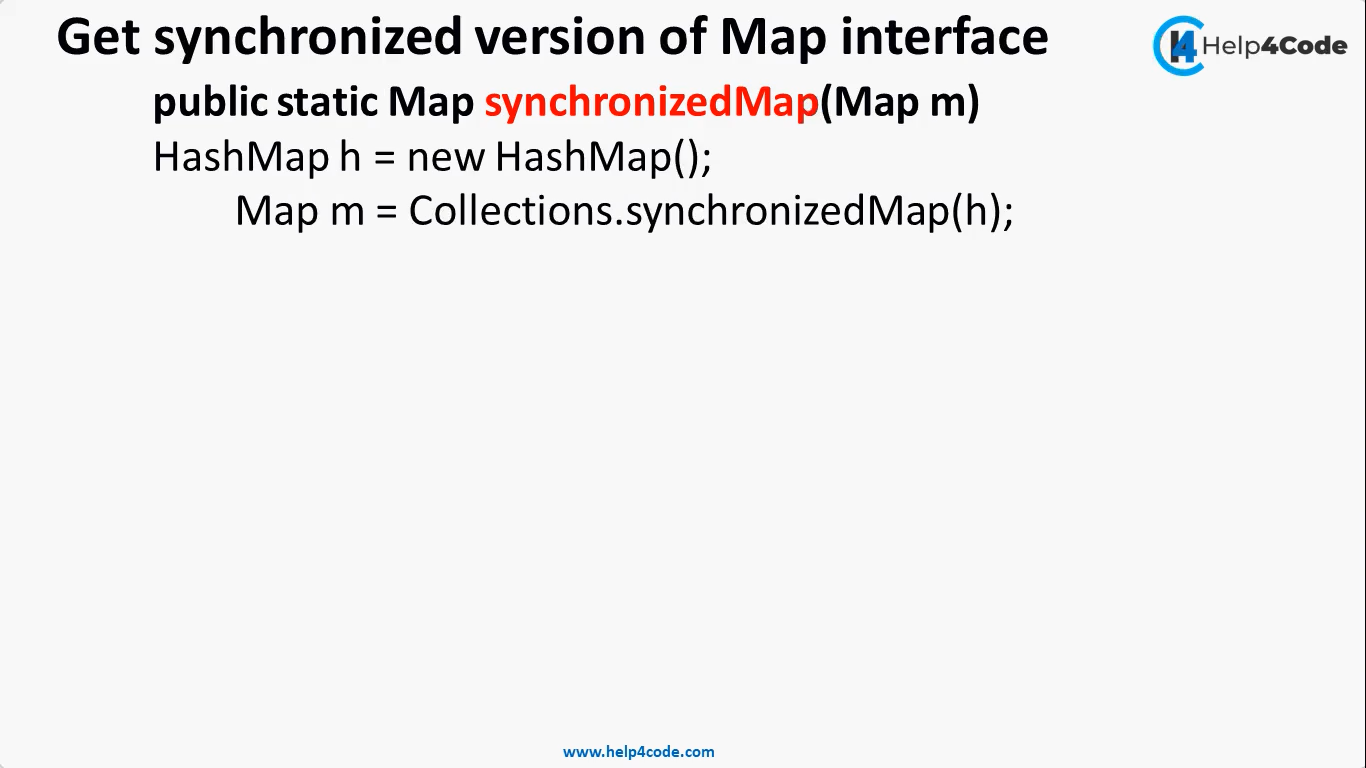 Get synchronized version of Map interface
Help4Code
public static Map synchronizedMap(Map m)
HashMap h = new HashMap();
Map m = Collections.synchronizedMap(h);
www.help4code.com